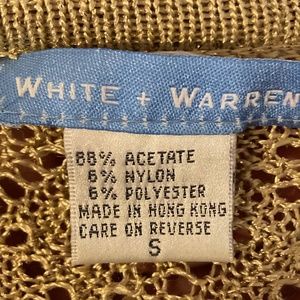 WHITE + WARREN
88% ACETATE
6% NYLON
6% POLYESTER
MADE IN HONG KONG
CARE ON REVERSE
S